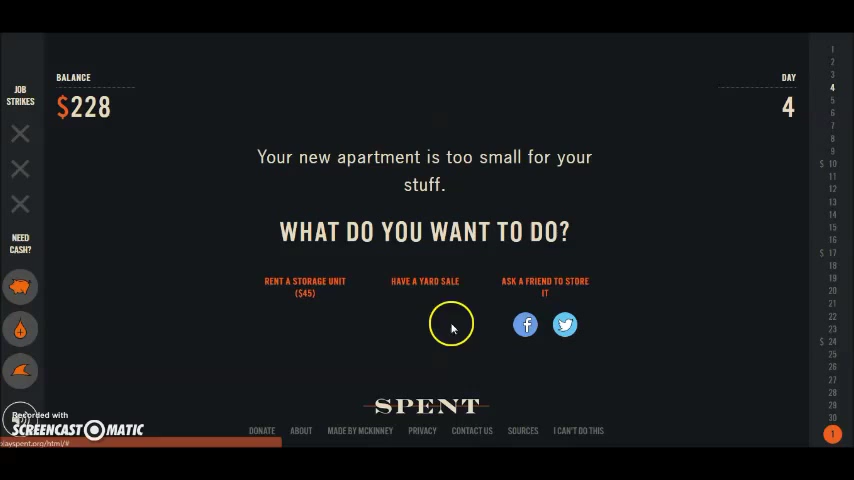 BALANCE
$228
DAY
4
JOB
STRIKES
NEED
CASH?
Your new apartment is too small for your
stuff.
WHAT DO YOU WANT TO DO?
RENT A STORAGE UNIT
($45)
HAVE A YARD SALE
ASK A FRIEND TO STORE
IT
SPENT
DONATE ABOUT MADE BY MCKINNEY PRIVACY CONTACT US SOURCES I CAN'T DO THIS
Recorded with
SCREENCAST-O-MATIC
playspent.org/html/#
1
2
3
4
5
6
7
8
9
$ 10
11
12
13
14
15
16
$ 17
18
19
20
21
22
23
$ 24
25
26
27
28
29
30
1